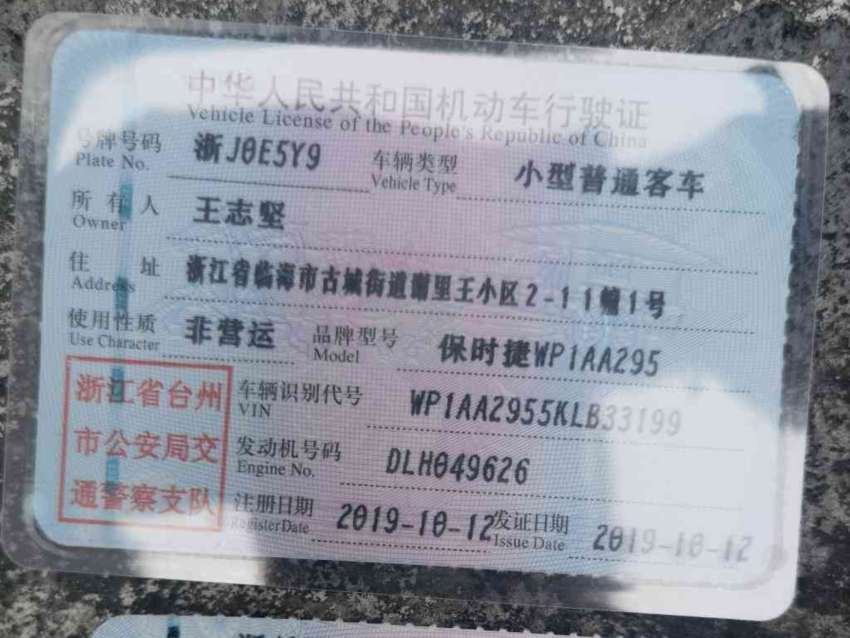 中华人民共和国机动车行驶证
Vehicle License of the People's Republic of China
号牌号码 浙J0E5Y9 车辆类型 小型普通客车
Plate No. Vehicle Type
所有人 王志坚
Owner
住址 浙江省临海市古城街道谢里王小区2-11幢1号
Address
使用性质 非营运 品牌型号 保时捷WP1AA295
Use Character Model
浙江省台州 车辆识别代号 WP1AA2955KLB33199
VIN
市公安局交 发动机号码 DLH049626
Engine No.
通警察支队 注册日期 2019-10-12 发证日期 2019-10-12
Register Date Issue Date